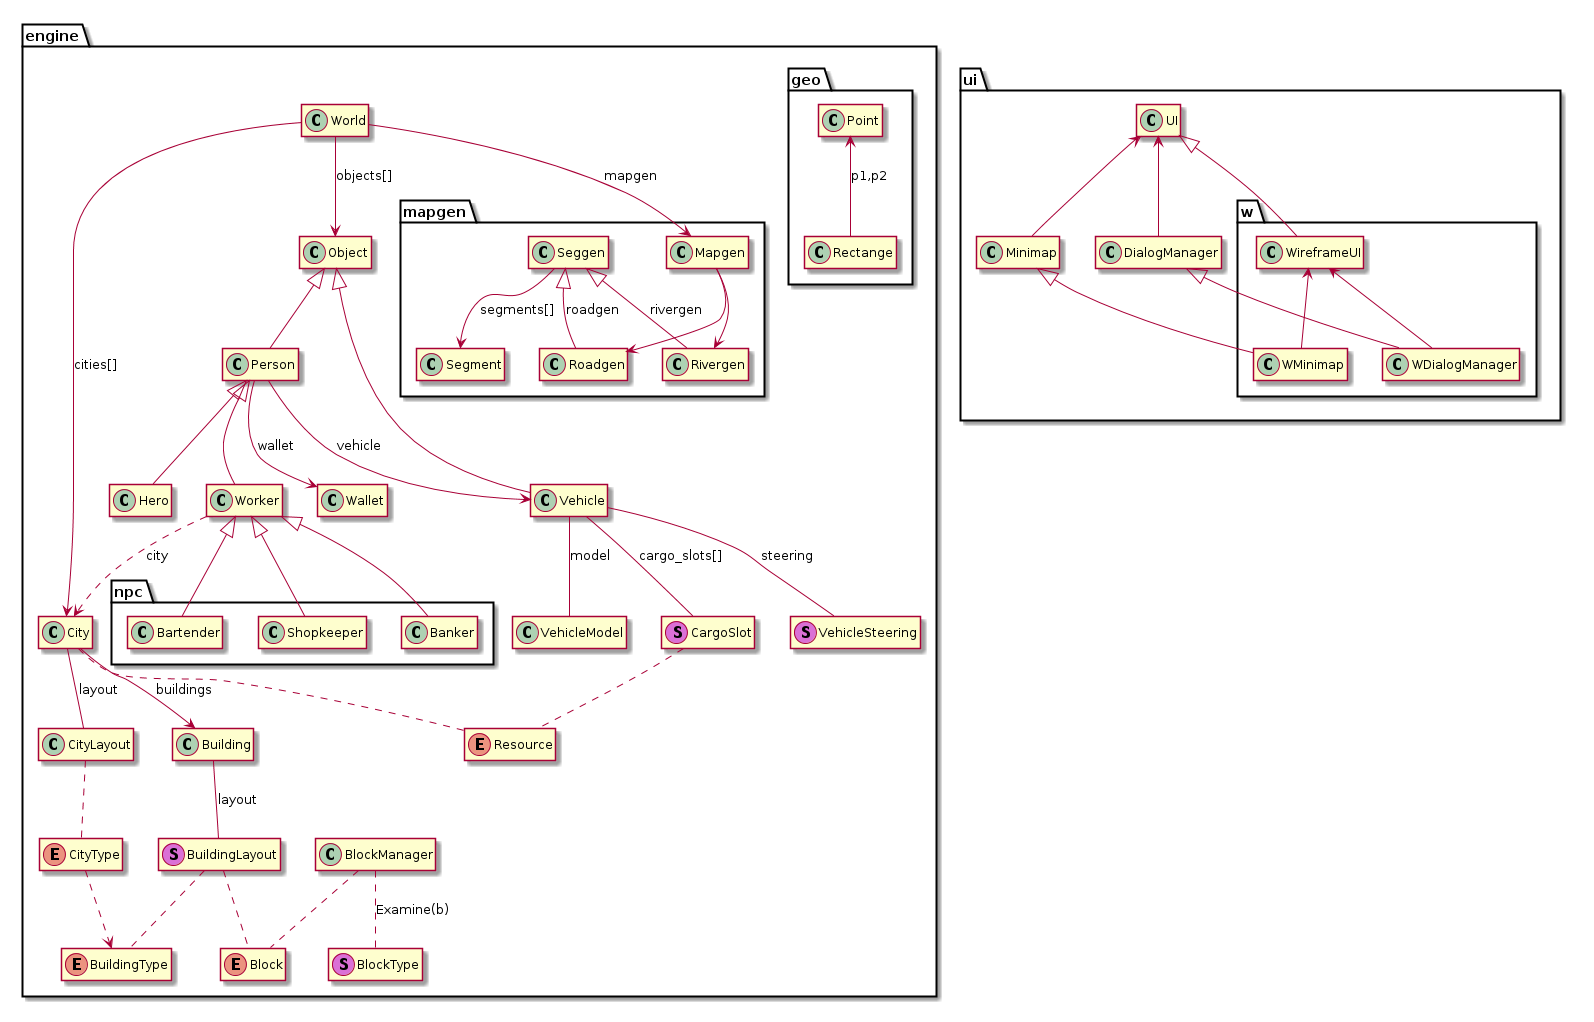 engine
geo
ui
C World
C Point
C UI
objects[]
mapgen
p1,p2
mapgen
w
C Object
C Seggen
C Mapgen
C Rectange
C Minimap
C DialogManager
C WireframeUI
segments[]
roadgen
rivergen
cities[]
C Person
C Segment
C Roadgen
C Rivergen
C WMinimap
C WDialogManager
wallet
vehicle
C Hero
C Worker
C Wallet
C Vehicle
city
model
cargo_slots[]
steering
npc
C City
C Bartender
C Shopkeeper
C Banker
C VehicleModel
S CargoSlot
S VehicleSteering
layout
buildings
C CityLayout
C Building
E Resource
layout
E CityType
S BuildingLayout
C BlockManager
Examine(b)
E BuildingType
E Block
S BlockType